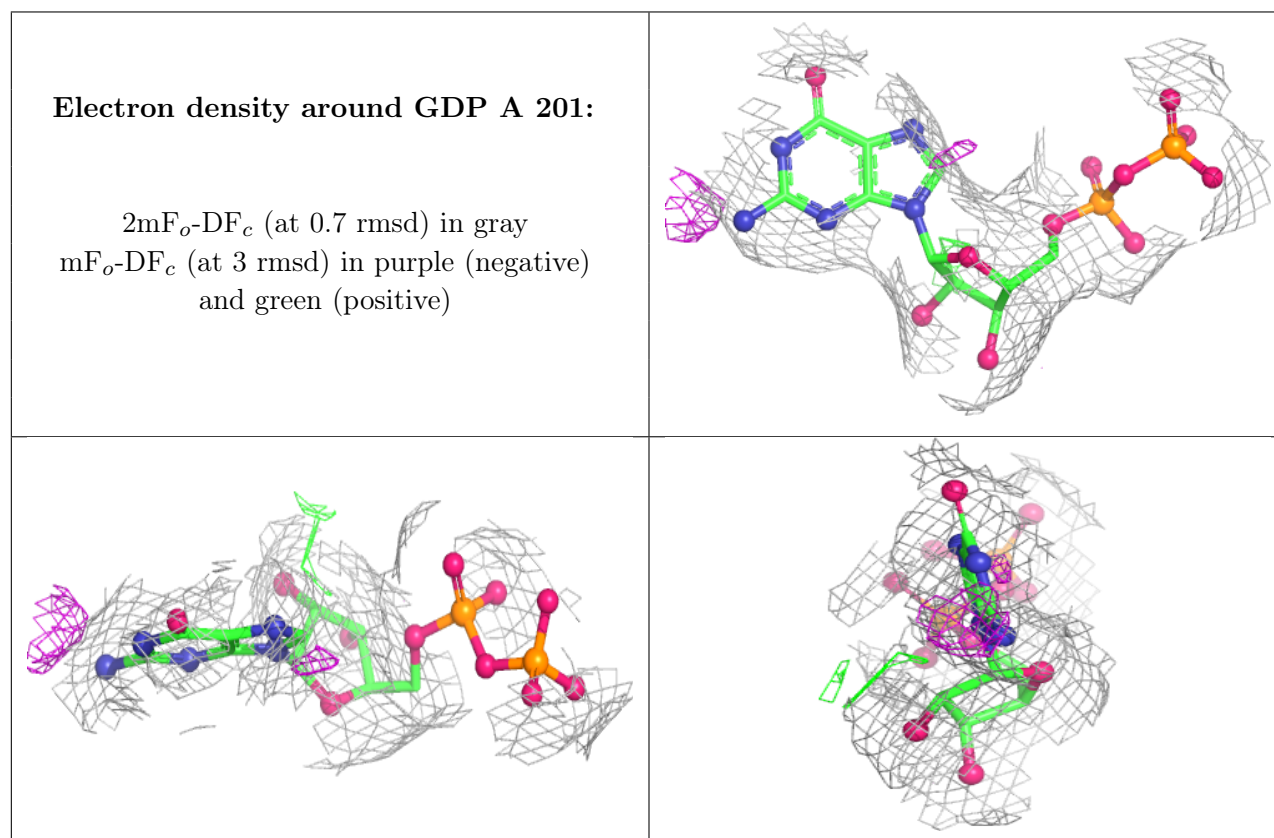 Electron density around GDP A 201:
2mFo-DFc (at 0.7 rmsd) in gray
mFo-DFc (at 3 rmsd) in purple (negative)
and green (positive)